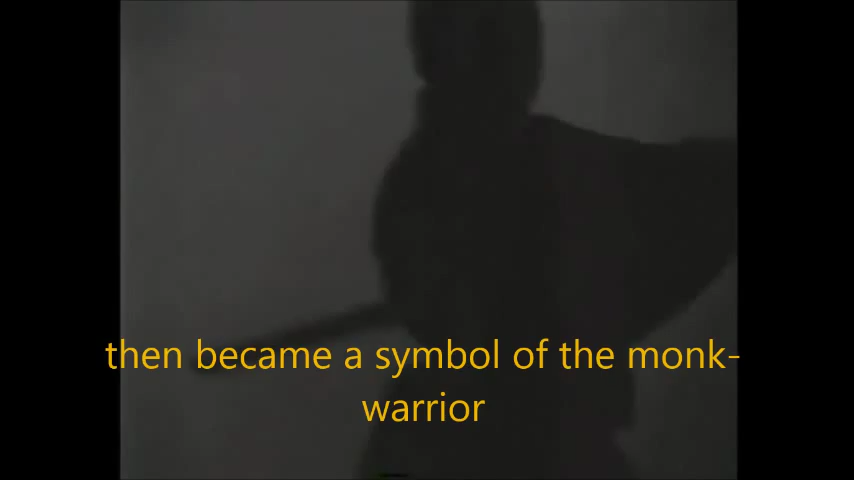 then became a symbol of the monk-
warrior